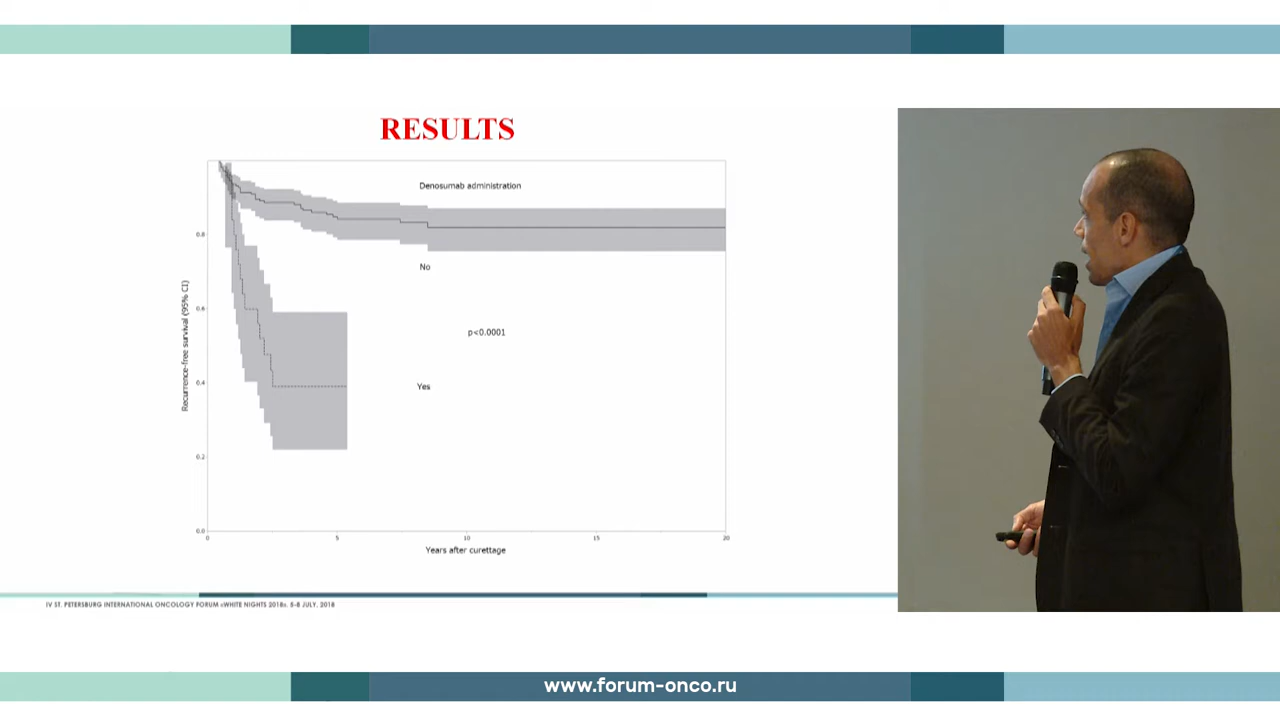 RESULTS
Denosumab administration
No
p<0.0001
Yes
Recurrence-free survival (95% CI)
0.8
0.6
0.4
0.2
0.0
0
5
10
15
20
Years after curettage
IV ST. PETERSBURG INTERNATIONAL ONCOLOGY FORUM «WHITE NIGHTS 2018». 5-8 JULY, 2018
www.forum-onco.ru